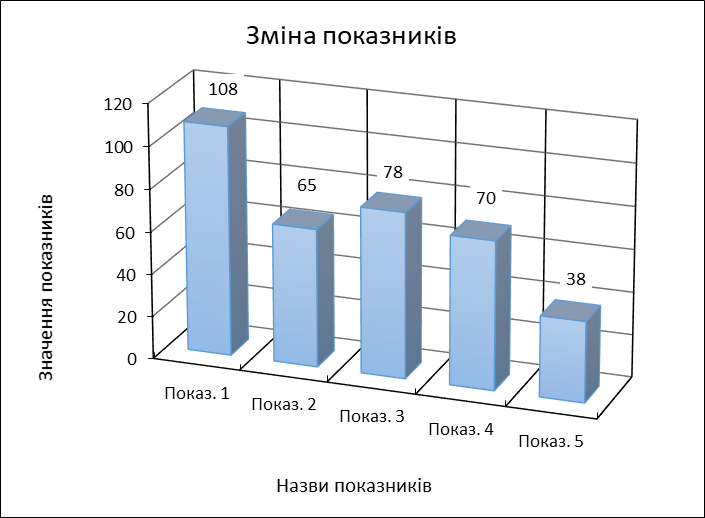 Зміна показників
108
65
78
70
38
120
100
80
60
40
20
0
Значення показників
Показ. 1
Показ. 2
Показ. 3
Показ. 4
Показ. 5
Назви показників